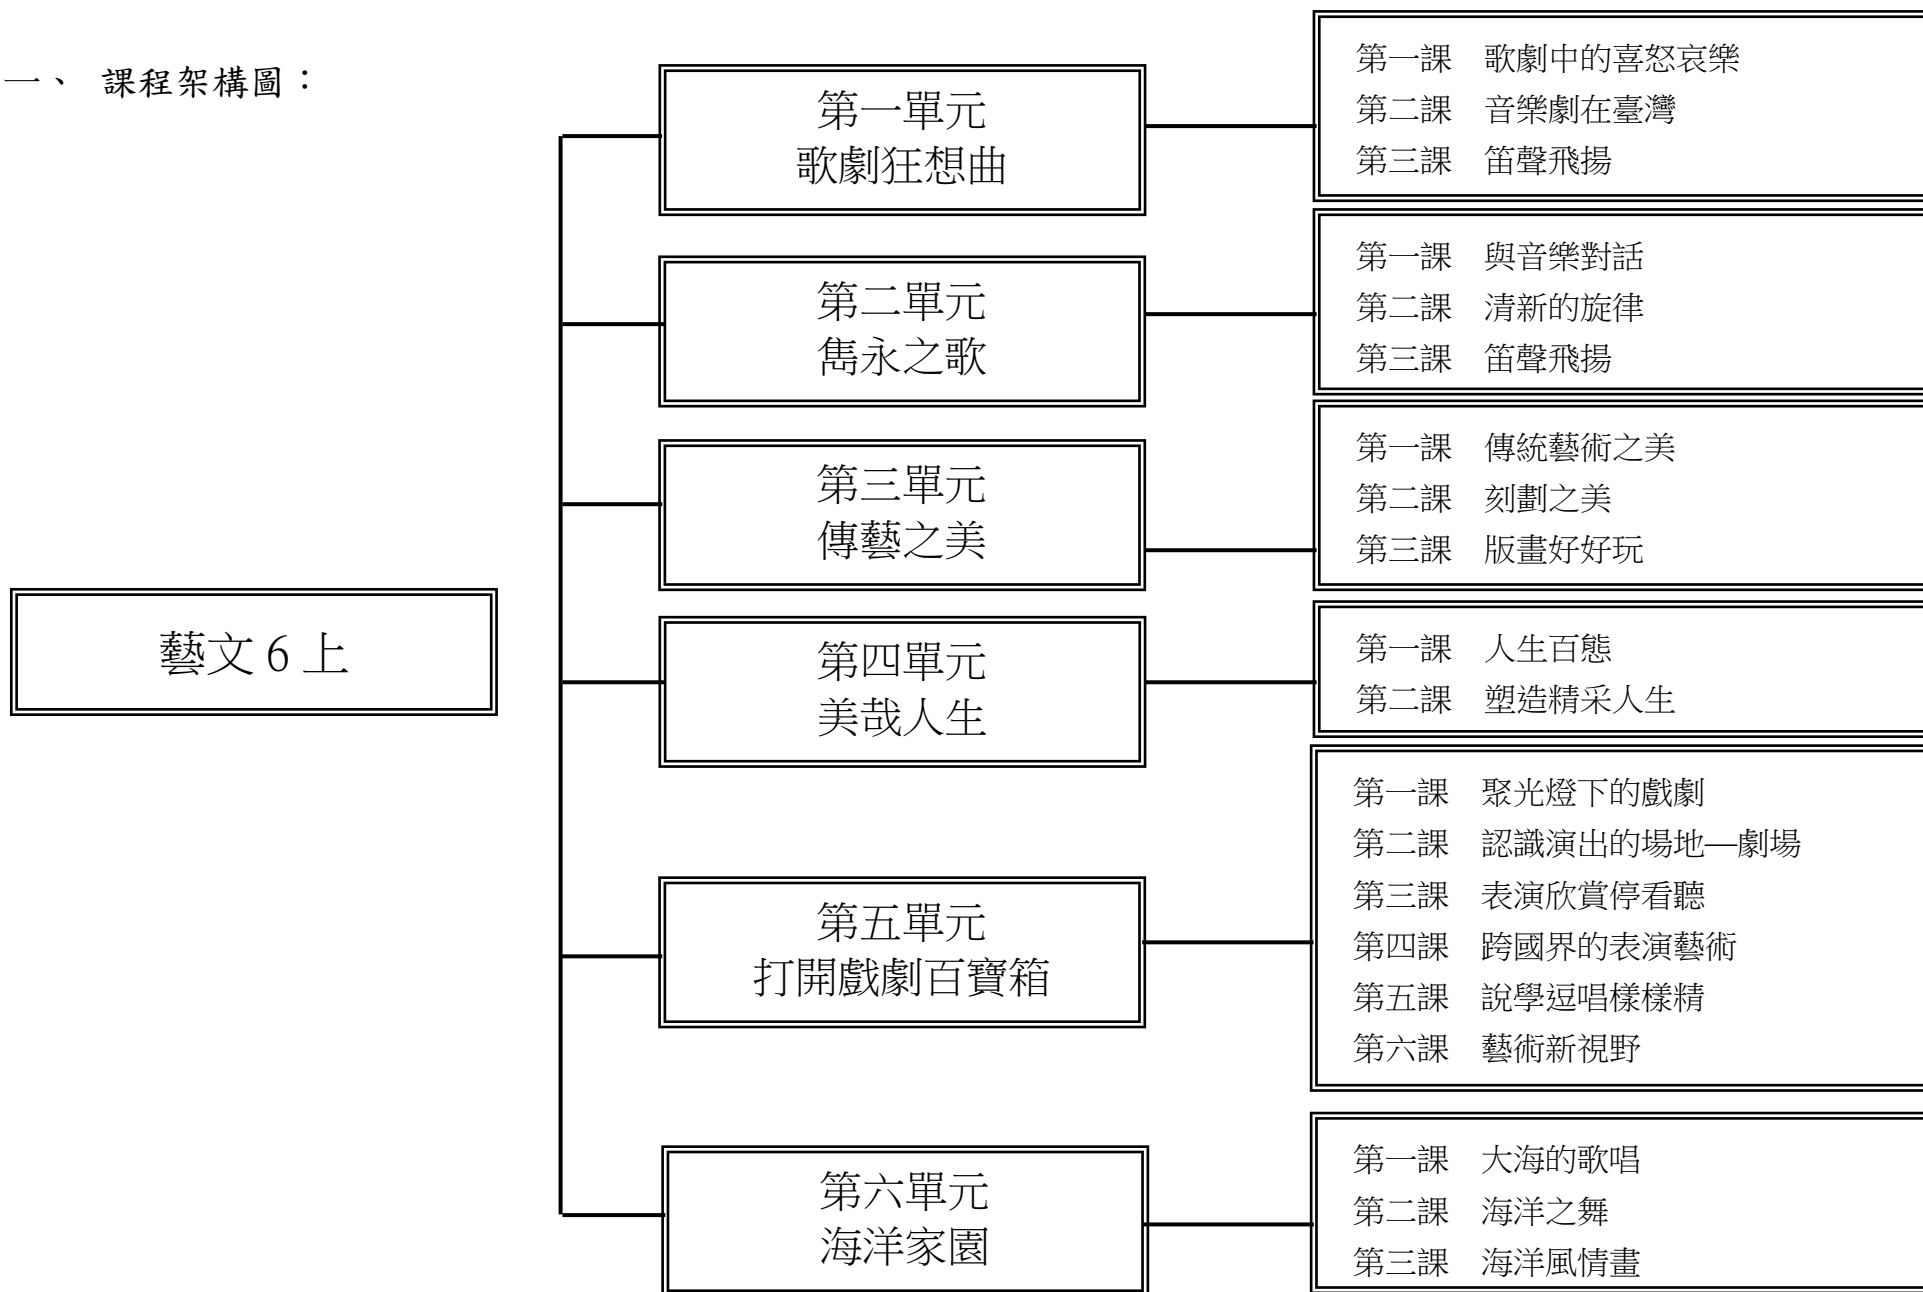 一、 課程架構圖：
藝文6上
第一單元
歌劇狂想曲
第一課 歌劇中的喜怒哀樂
第二課 音樂劇在臺灣
第三課 笛聲飛揚
第二單元
雋永之歌
第一課 與音樂對話
第二課 清新的旋律
第三課 笛聲飛揚
第三單元
傳藝之美
第一課 傳統藝術之美
第二課 刻劃之美
第三課 版畫好好玩
第四單元
美哉人生
第一課 人生百態
第二課 塑造精采人生
第五單元
打開戲劇百寶箱
第一課 聚光燈下的戲劇
第二課 認識演出的場地—劇場
第三課 表演欣賞停看聽
第四課 跨國界的表演藝術
第五課 說學逗唱樣樣精
第六課 藝術新視野
第六單元
海洋家園
第一課 大海的歌唱
第二課 海洋之舞
第三課 海洋風情畫